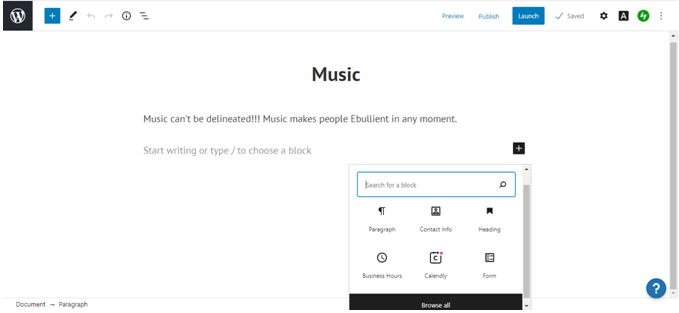 Preview Publish Launch Saved
Music
Music can't be delineated!!! Music makes people Ebullient in any moment.
Start writing or type / to choose a block
Search for a block
Paragraph Contact Info Heading
Business Hours Calendly Form
Browse all
Document → Paragraph